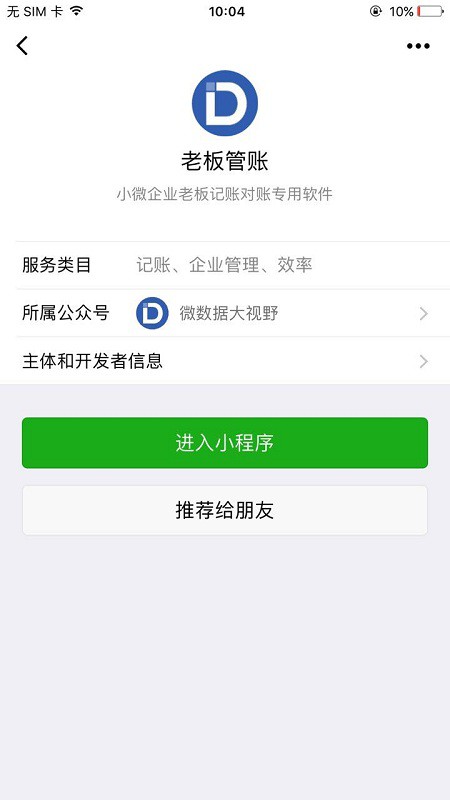 无 SIM 卡 10:04 10%
D
老板管账
小微企业老板记账对账专用软件
服务类目 记账、企业管理、效率
所属公众号 D 微数据大视野
主体和开发者信息
进入小程序
推荐给朋友